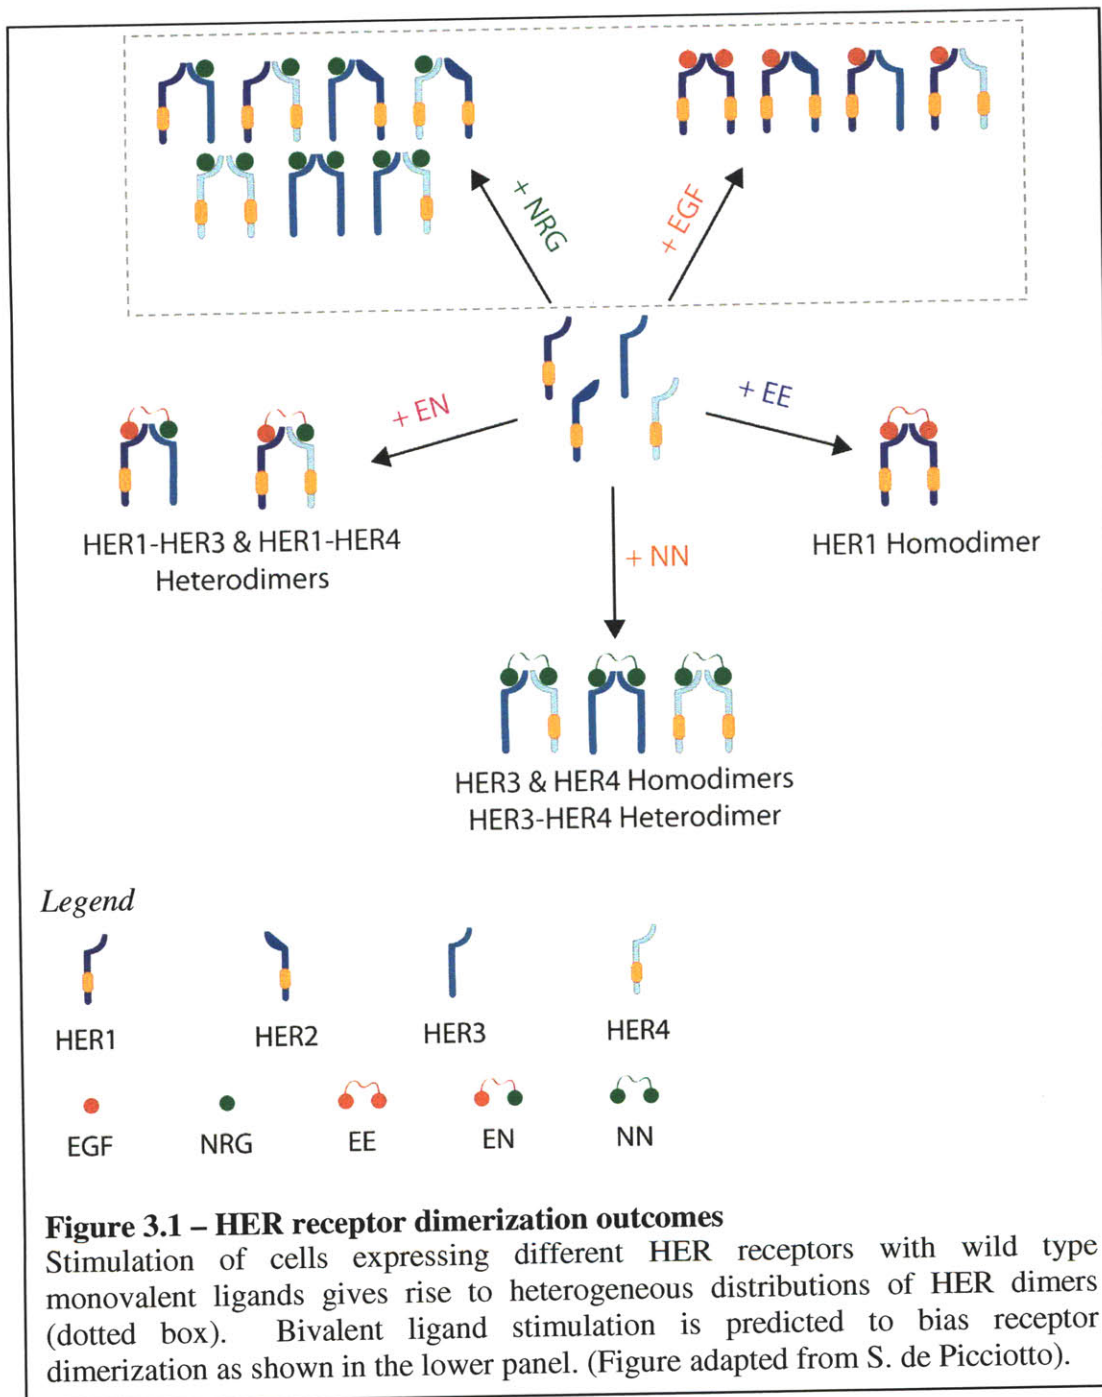 + NRG
+ EGF
+ EN
+ EE
HER1-HER3 & HER1-HER4
Heterodimers
HER1 Homodimer
+ NN
HER3 & HER4 Homodimers
HER3-HER4 Heterodimer
Legend
HER1 HER2 HER3 HER4
EGF NRG EE EN NN
Figure 3.1 – HER receptor dimerization outcomes
Stimulation of cells expressing different HER receptors with wild type
monovalent ligands gives rise to heterogeneous distributions of HER dimers
(dotted box). Bivalent ligand stimulation is predicted to bias receptor
dimerization as shown in the lower panel. (Figure adapted from S. de Picciotto).